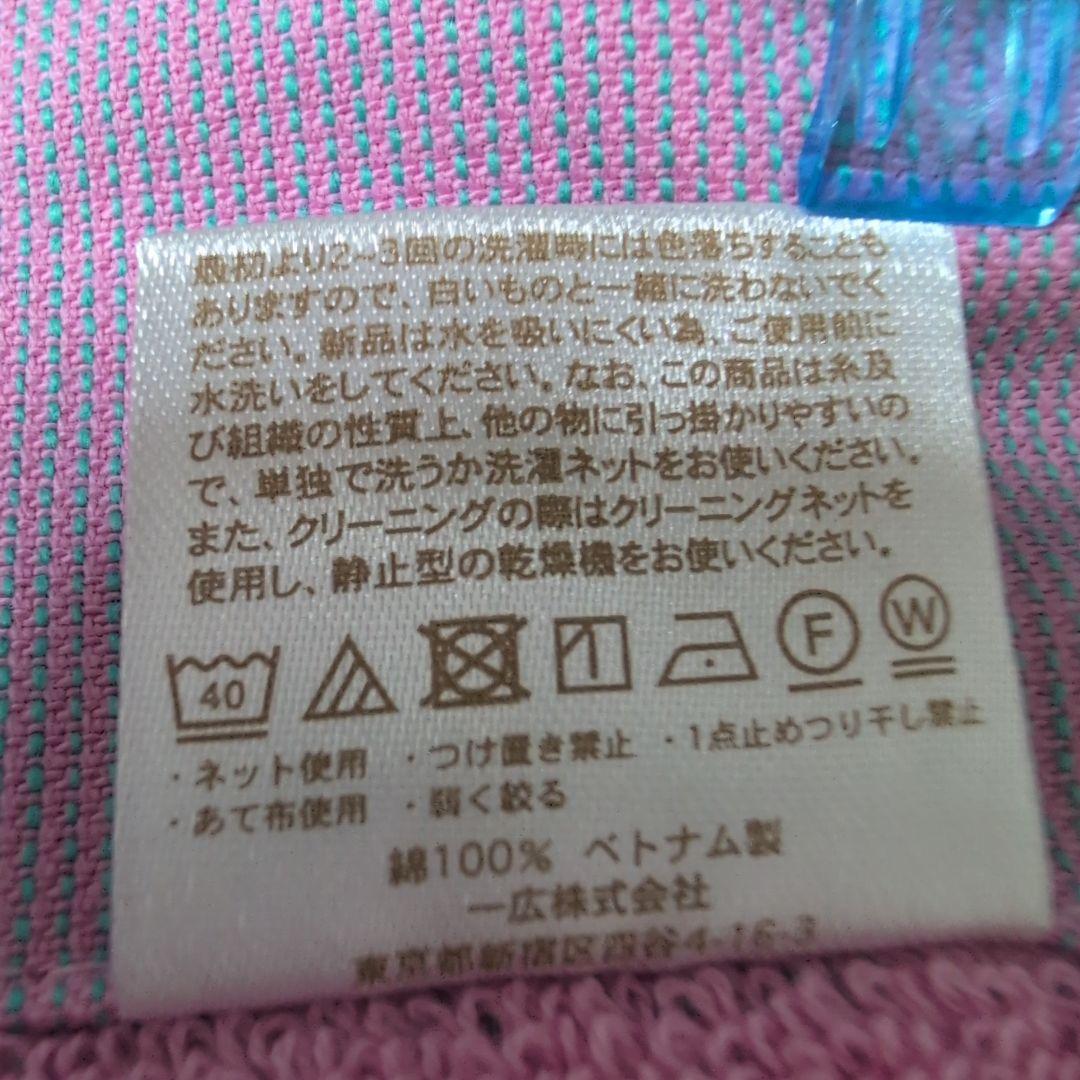 最初より2~3回の洗濯時には色落ちすることも
ありますので、白いものと一緒に洗わないでく
ださい。新品は水を吸いにくい為、ご使用前に
水洗いをしてください。なお、この商品は糸及
び組織の性質上、他の物に引っ掛かりやすいの
で、単独で洗うか洗濯ネットをお使いください。
また、クリーニングの際はクリーニングネットを
使用し、静止型の乾燥機をお使いください。
40 F W
・ネット使用 ・つけ置き禁止 ・1点止めつり干し禁止
・あて布使用 ・弱く絞る
綿100% ベトナム製
一広株式会社
東京都新宿区四谷4-16-3